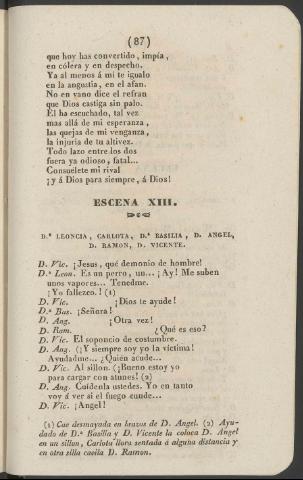 (87)
que hoy has convertido, impía,
en cólera y en despecho.
Ya al menos á mi te igualo
en la angustia, en el afan.
No en vano dice el refran
que Dios castiga sin palo.
El ha escuchado, tal vez
mas allá de mi esperanza,
las quejas de mi venganza,
la injuria de tu altivez.
Todo lazo entre los dos
fuera ya odioso, fatal...
Consuelete mi rival
¡y á Dios para siempre, á Dios!
ESCENA XIII.
D.ª LEONCIA, CARLOTA, D.ª BASILIA, D. ANGEL,
D. RAMON, D. VICENTE.
D. Vic. ¡Jesus, qué demonio de hombre!
D.ª Leon. Es un perro, un... ¡Ay! Me suben
unos vapores... Tenedme.
¡Yo fallezco! (1)
D. Vic. ¡Dios te ayude!
D.ª Bas. ¡Señora!
D. Ang. ¡Otra vez!
D. Ram. ¿Qué es eso?
D. Vic. El soponcio de costumbre.
D. Ang. (¡Y siempre soy yo la víctima!
Ayudadme... ¿Quién acude...
D. Vic. Al sillon. (¡Bueno estoy yo
para cargar con atunes! (2)
D. Ang. Cuídenla ustedes. Yo en tanto
voy á ver si el fuego cunde...
D. Vic. ¡Angel!
(1) Cae desmayada en brazos de D. Angel. (2) Ayu-
dado de D.ª Basilia y D. Vicente la coloca D. Angel
en un sillon, Carlota llora sentada á alguna distancia y
en otra silla cavila D. Ramon.